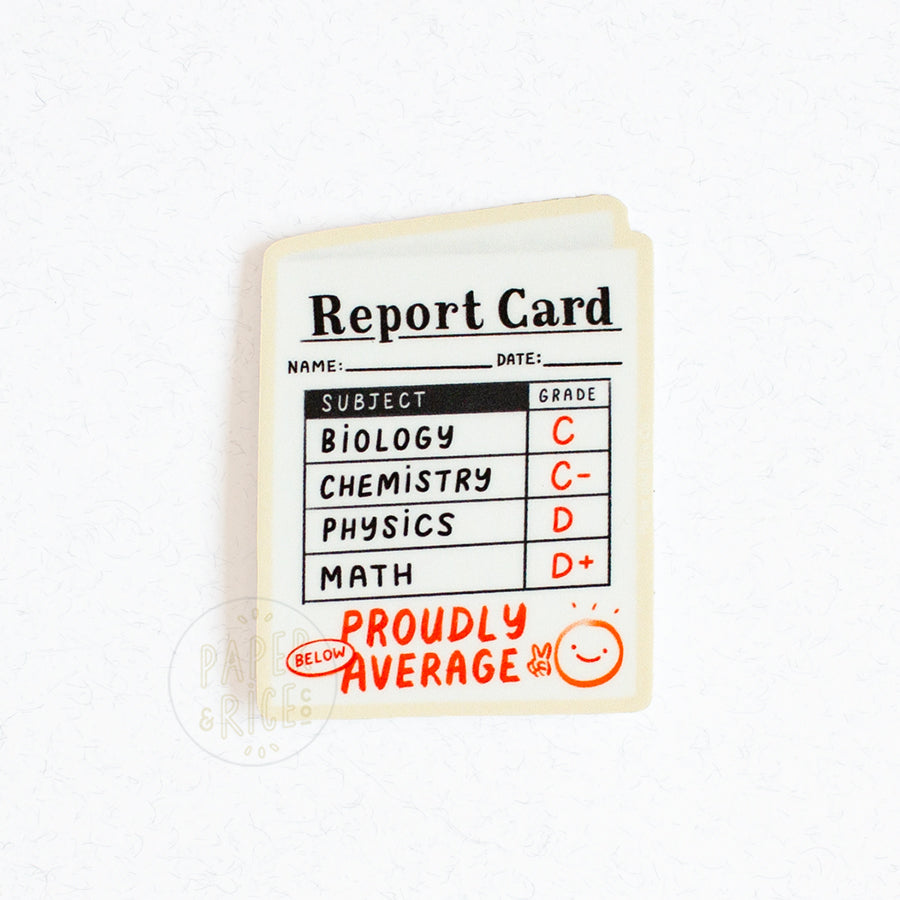 Report Card
NAME: DATE:
SUBJECT GRADE
BiOLOGY C
CHEMiSTRY C-
PHYSiCS D
MATH D+
PROUDLY
BELOW AVERAGE
PAPER
& RiCE CO